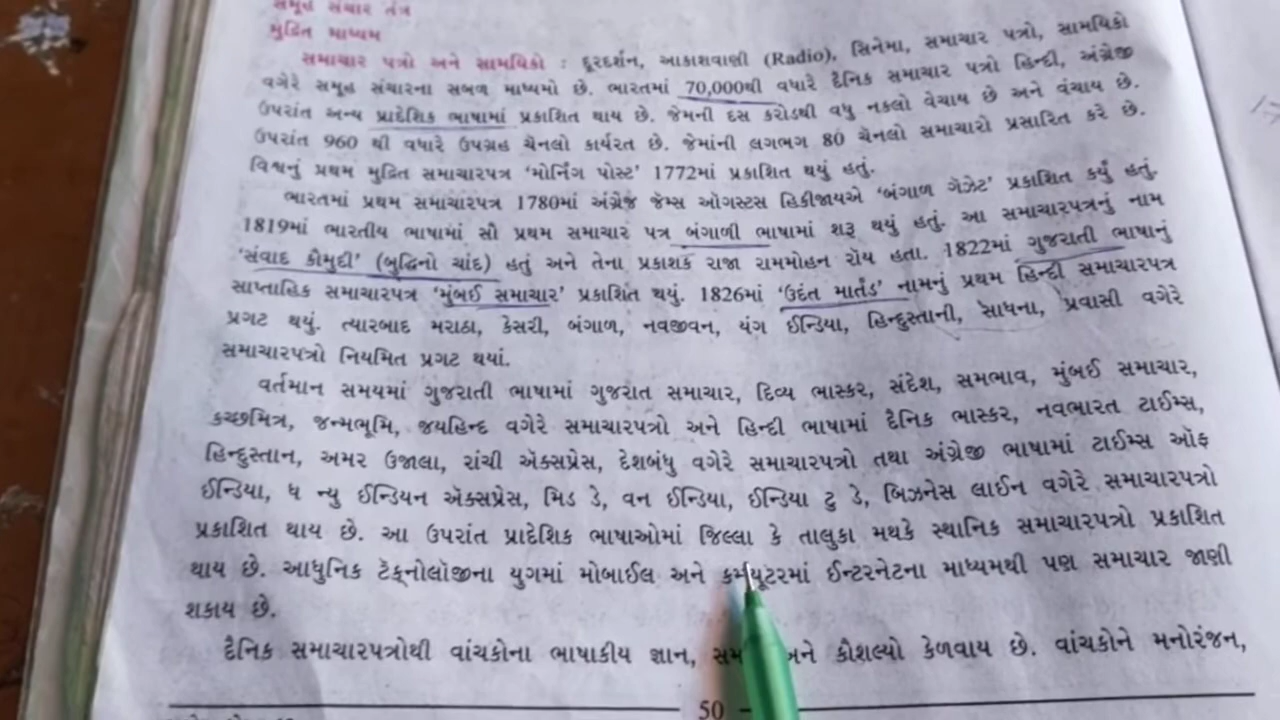 સમૂહ સંચાર તંત્ર
મુદ્રિત માધ્યમ
સમાચાર પત્રો અને સામયિકો : દૂરદર્શન, આકાશવાણી (Radio), સિનેમા, સમાચાર પત્રો, સામયિકો
વગેરે સમૂહ સંચારના સબળ માધ્યમો છે. ભારતમાં 70,000થી વધારે દૈનિક સમાચાર પત્રો હિન્દી, અંગ્રેજી
ઉપરાંત અન્ય પ્રાદેશિક ભાષામાં પ્રકાશિત થાય છે. જેમની દસ કરોડથી વધુ નકલો વેચાય છે અને વંચાય છે.
ઉપરાંત 960 થી વધારે ઉપગ્રહ ચૅનલો કાર્યરત છે. જેમાંની લગભગ 80 ચૅનલો સમાચારો પ્રસારિત કરે છે.
વિશ્વનું પ્રથમ મુદ્રિત સમાચારપત્ર ‘મોર્નિંગ પોસ્ટ’ 1772માં પ્રકાશિત થયું હતું.
ભારતમાં પ્રથમ સમાચારપત્ર 1780માં અંગ્રેજ જેમ્સ ઑગસ્ટસ હિકીજાયએ ‘બંગાળ ગૅઝેટ’ પ્રકાશિત કર્યું હતું.
1819માં ભારતીય ભાષામાં સૌ પ્રથમ સમાચાર પત્ર બંગાળી ભાષામાં શરૂ થયું હતું. આ સમાચારપત્રનું નામ
‘સંવાદ કૌમુદી’ (બુદ્ધિનો ચાંદ) હતું અને તેના પ્રકાશક રાજા રામમોહન રૉય હતા. 1822માં ગુજરાતી ભાષાનું
સાપ્તાહિક સમાચારપત્ર ‘મુંબઈ સમાચાર’ પ્રકાશિત થયું. 1826માં ‘ઉદંત માર્તંડ’ નામનું પ્રથમ હિન્દી સમાચારપત્ર
પ્રગટ થયું. ત્યારબાદ મરાઠા, કેસરી, બંગાળ, નવજીવન, યંગ ઈન્ડિયા, હિન્દુસ્તાની, સાધના, પ્રવાસી વગેરે
સમાચારપત્રો નિયમિત પ્રગટ થયાં.
વર્તમાન સમયમાં ગુજરાતી ભાષામાં ગુજરાત સમાચાર, દિવ્ય ભાસ્કર, સંદેશ, સમભાવ, મુંબઈ સમાચાર,
કચ્છમિત્ર, જન્મભૂમિ, જયહિન્દ વગેરે સમાચારપત્રો અને હિન્દી ભાષામાં દૈનિક ભાસ્કર, નવભારત ટાઈમ્સ,
હિન્દુસ્તાન, અમર ઉજાલા, રાંચી ઍક્સપ્રેસ, દેશબંધુ વગેરે સમાચારપત્રો તથા અંગ્રેજી ભાષામાં ટાઈમ્સ ઑફ
ઈન્ડિયા, ધ ન્યુ ઈન્ડિયન ઍક્સપ્રેસ, મિડ ડે, વન ઈન્ડિયા, ઈન્ડિયા ટુ ડે, બિઝનેસ લાઈન વગેરે સમાચારપત્રો
પ્રકાશિત થાય છે. આ ઉપરાંત પ્રાદેશિક ભાષાઓમાં જિલ્લા કે તાલુકા મથકે સ્થાનિક સમાચારપત્રો પ્રકાશિત
થાય છે. આધુનિક ટૅક્નોલૉજીના યુગમાં મોબાઈલ અને કમ્પ્યૂટરમાં ઈન્ટરનેટના માધ્યમથી પણ સમાચાર જાણી
શકાય છે.
દૈનિક સમાચારપત્રોથી વાંચકોના ભાષાકીય જ્ઞાન, અને કૌશલ્યો કેળવાય છે. વાંચકોને મનોરંજન,
50